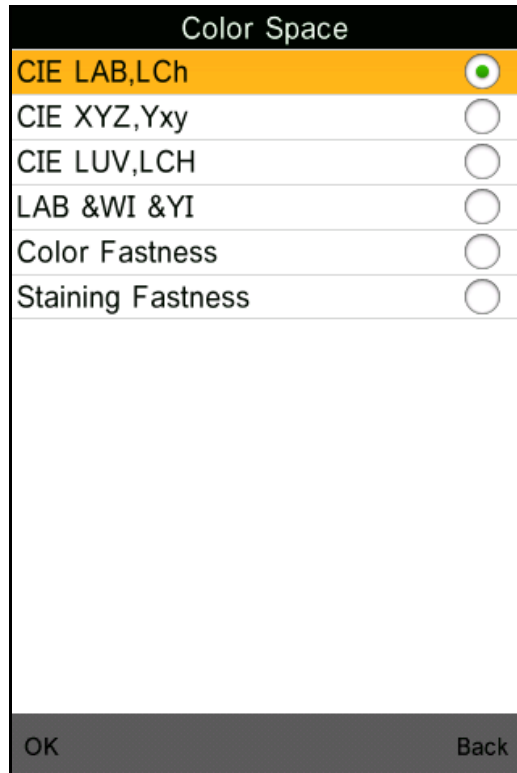 Color Space
CIE LAB,LCh
CIE XYZ,Yxy
CIE LUV,LCH
LAB &WI &YI
Color Fastness
Staining Fastness
OK Back